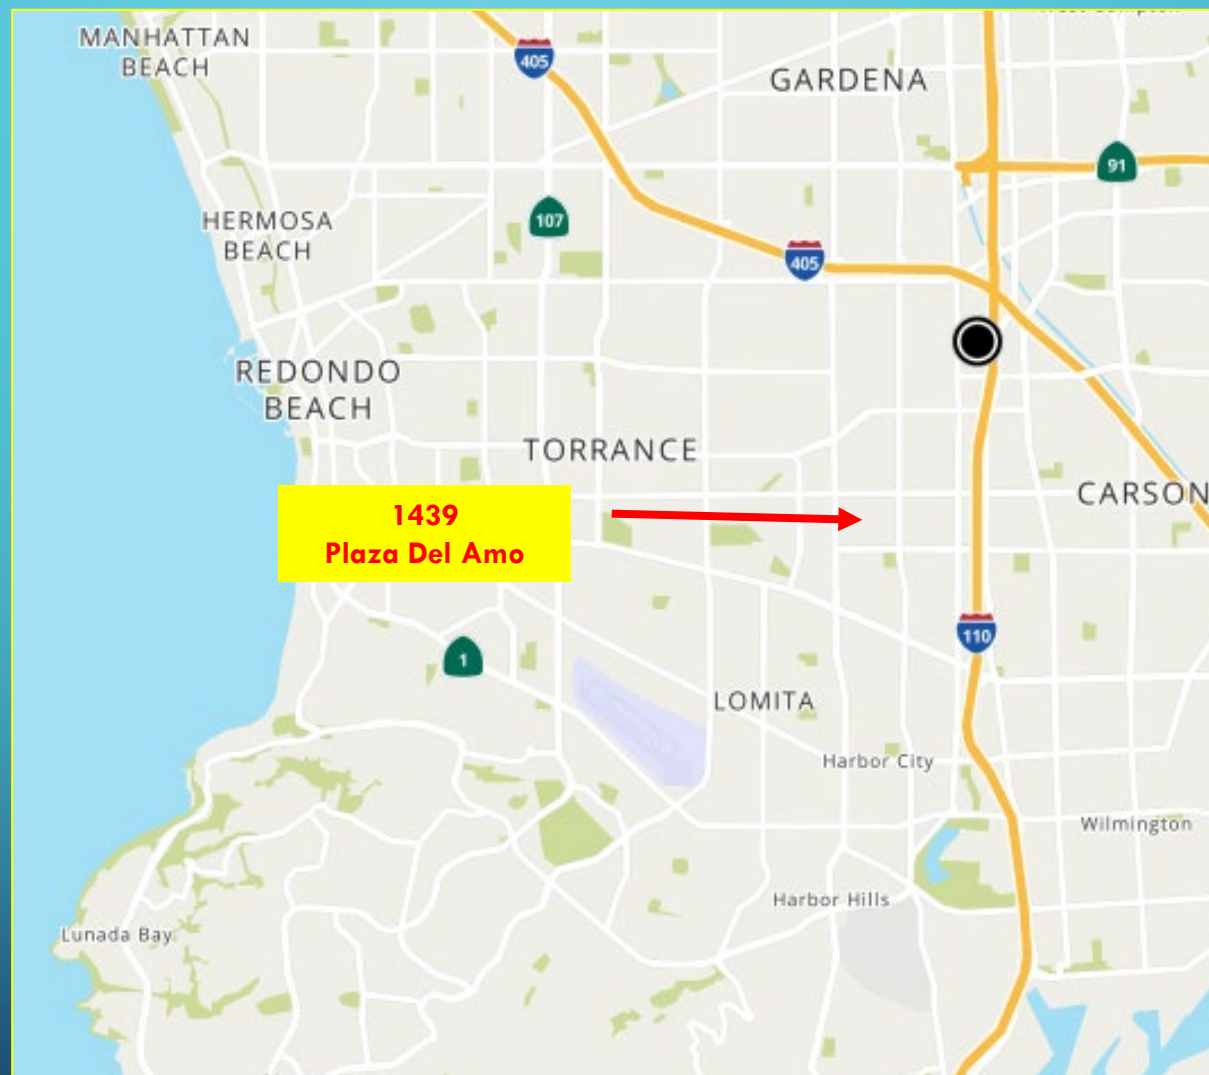 MANHATTAN
BEACH
405
GARDENA
91
107
HERMOSA
BEACH
405
REDONDO
BEACH
TORRANCE
CARSON
1439
Plaza Del Amo
110
1
LOMITA
Harbor City
Wilmington
Harbor Hills
Lunada Bay